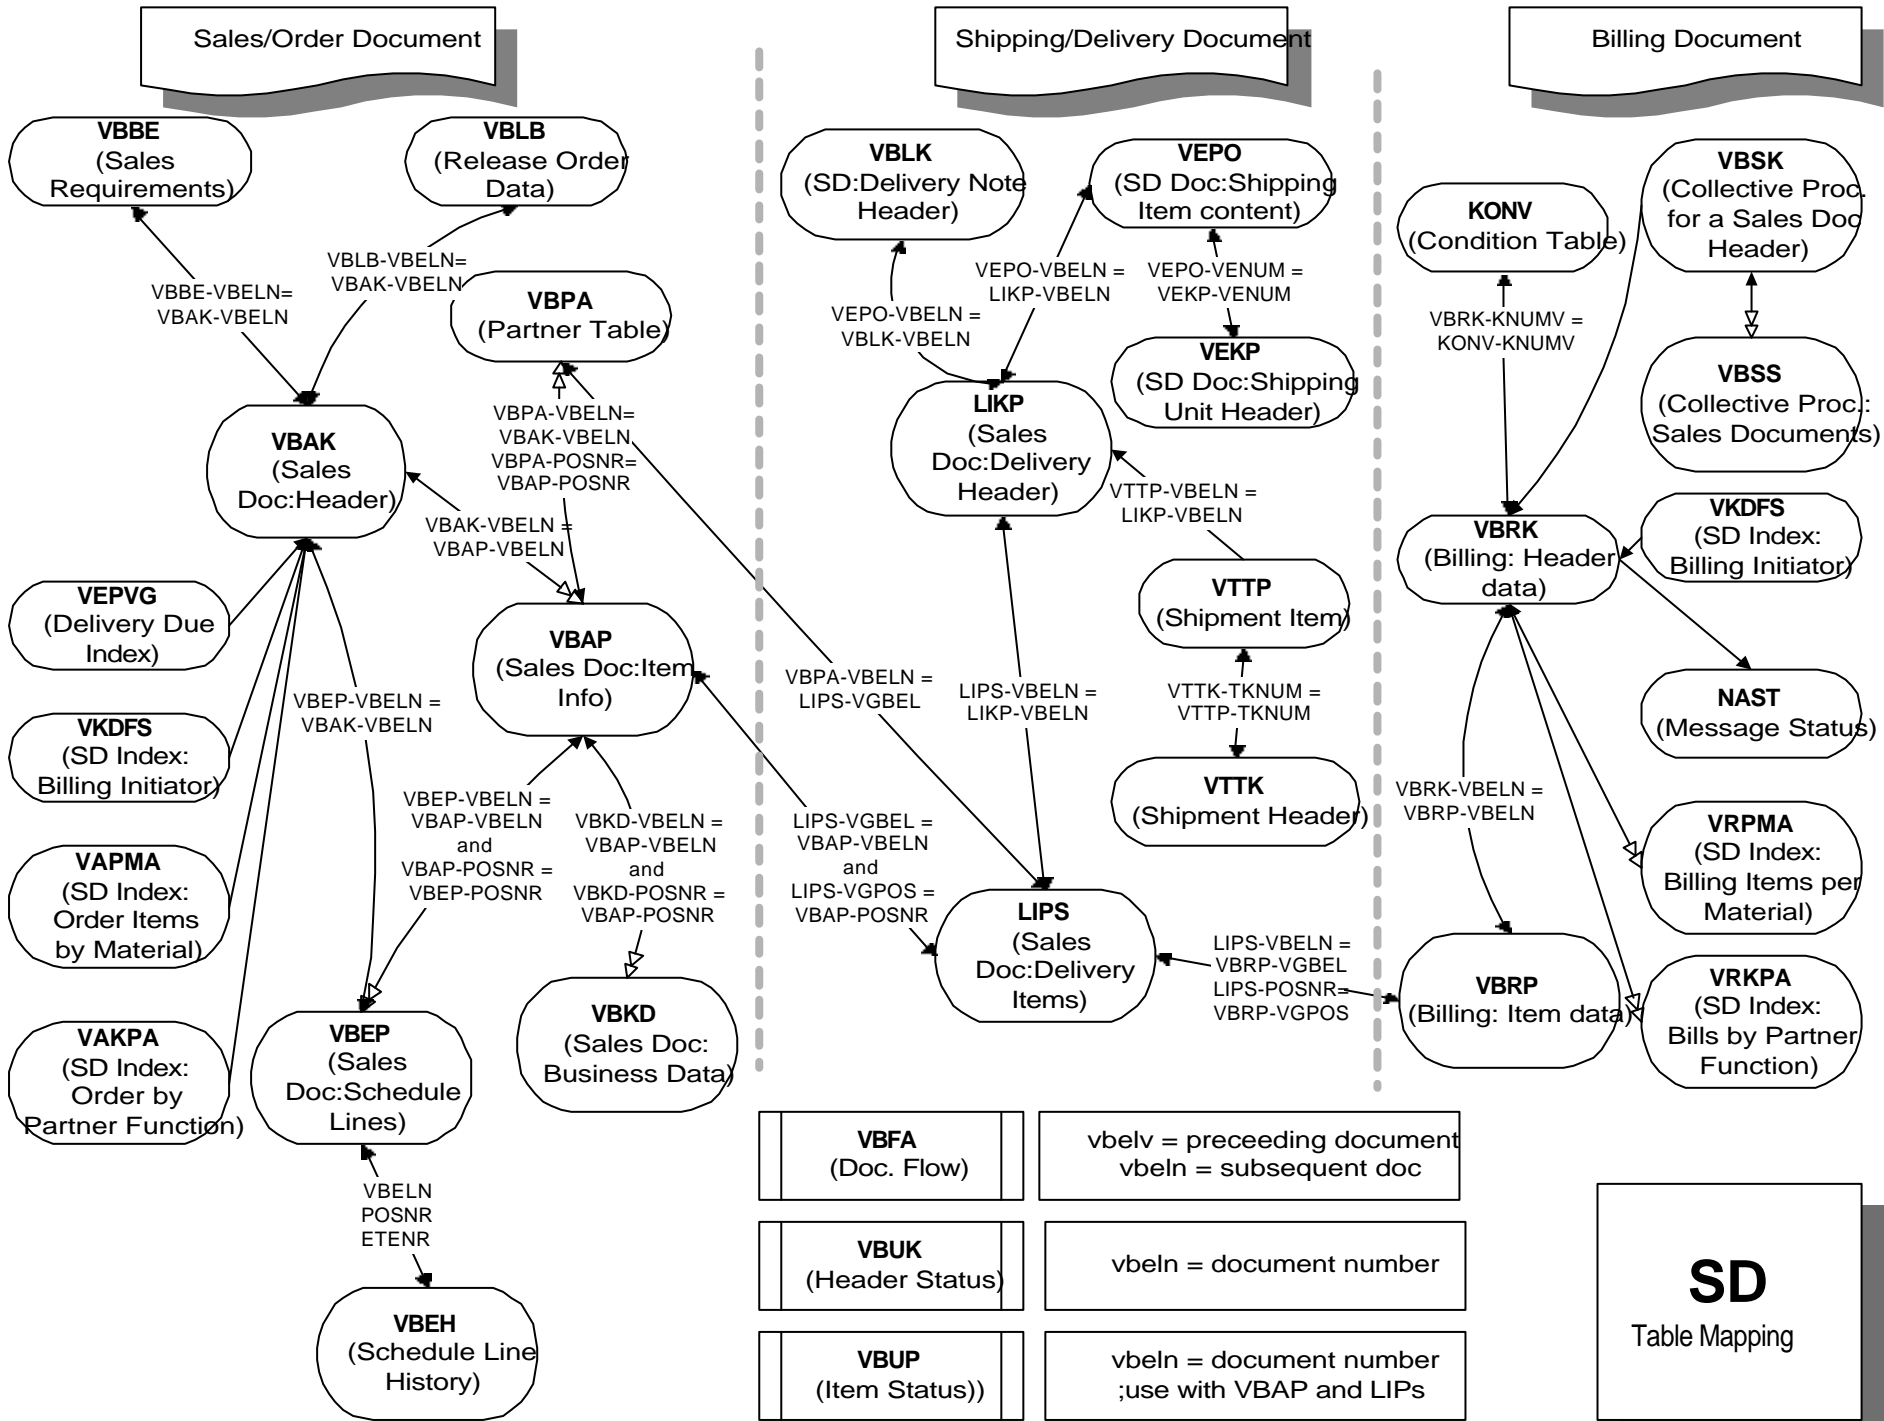 Sales/Order Document
Shipping/Delivery Document
Billing Document
VBBE
(Sales
Requirements)
VBLB
(Release Order
Data)
VBBE-VBELN=
VBAK-VBELN
VBLB-VBELN=
VBAK-VBELN
VBPA
(Partner Table)
VBPA-VBELN=
VBAK-VBELN
VBPA-POSNR=
VBAP-POSNR
VBAK
(Sales
Doc:Header)
VBAK-VBELN =
VBAP-VBELN
VEPVG
(Delivery Due
Index)
VBAP
(Sales Doc:Item
Info)
VBEP-VBELN =
VBAK-VBELN
VKDFS
(SD Index:
Billing Initiator)
VBEP-VBELN =
VBAP-VBELN
and
VBAP-POSNR =
VBEP-POSNR
VBKD-VBELN =
VBAP-VBELN
and
VBKD-POSNR =
VBAP-POSNR
VAPMA
(SD Index:
Order Items
by Material)
VAKPA
(SD Index:
Order by
Partner Function)
VBEP
(Sales
Doc:Schedule
Lines)
VBKD
(Sales Doc:
Business Data)
VBELN
POSNR
ETENR
VBEH
(Schedule Line
History)
VBLK
(SD:Delivery Note
Header)
VEPO
(SD Doc:Shipping
Item content)
VEPO-VBELN =
LIKP-VBELN
VEPO-VENUM =
VEKP-VENUM
VEPO-VBELN =
VBLK-VBELN
VEKP
(SD Doc:Shipping
Unit Header)
LIKP
(Sales
Doc:Delivery
Header)
VTTP-VBELN =
LIKP-VBELN
VTTP
(Shipment Item)
VBPA-VBELN =
LIPS-VGBEL
LIPS-VBELN =
LIKP-VBELN
VTTK-TKNUM =
VTTP-TKNUM
VTTK
(Shipment Header)
LIPS-VGBEL =
VBAP-VBELN
and
LIPS-VGPOS =
VBAP-POSNR
LIPS
(Sales
Doc:Delivery
Items)
LIPS-VBELN =
VBRP-VGBEL
LIPS-POSNR=
VBRP-VGPOS
KONV
(Condition Table)
VBSK
(Collective Proc.
for a Sales Doc
Header)
VBRK-KNUMV =
KONV-KNUMV
VBSS
(Collective Proc.:
Sales Documents)
VBRK
(Billing: Header
data)
VKDFS
(SD Index:
Billing Initiator)
NAST
(Message Status)
VBRK-VBELN =
VBRP-VBELN
VRPMA
(SD Index:
Billing Items per
Material)
VBRP
(Billing: Item data)
VRKPA
(SD Index:
Bills by Partner
Function)
VBFA
(Doc. Flow)
vbelv = preceeding document
vbeln = subsequent doc
VBUK
(Header Status)
vbeln = document number
VBUP
(Item Status))
vbeln = document number
;use with VBAP and LIPs
SD
Table Mapping